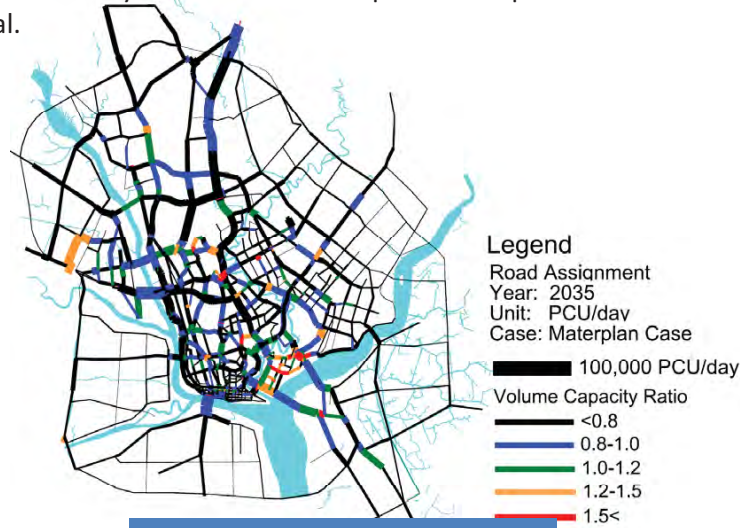 al.
Legend
Road Assignment
Year: 2035
Unit: PCU/day
Case: Materplan Case
100,000 PCU/day
Volume Capacity Ratio
<0.8
0.8-1.0
1.0-1.2
1.2-1.5
1.5<